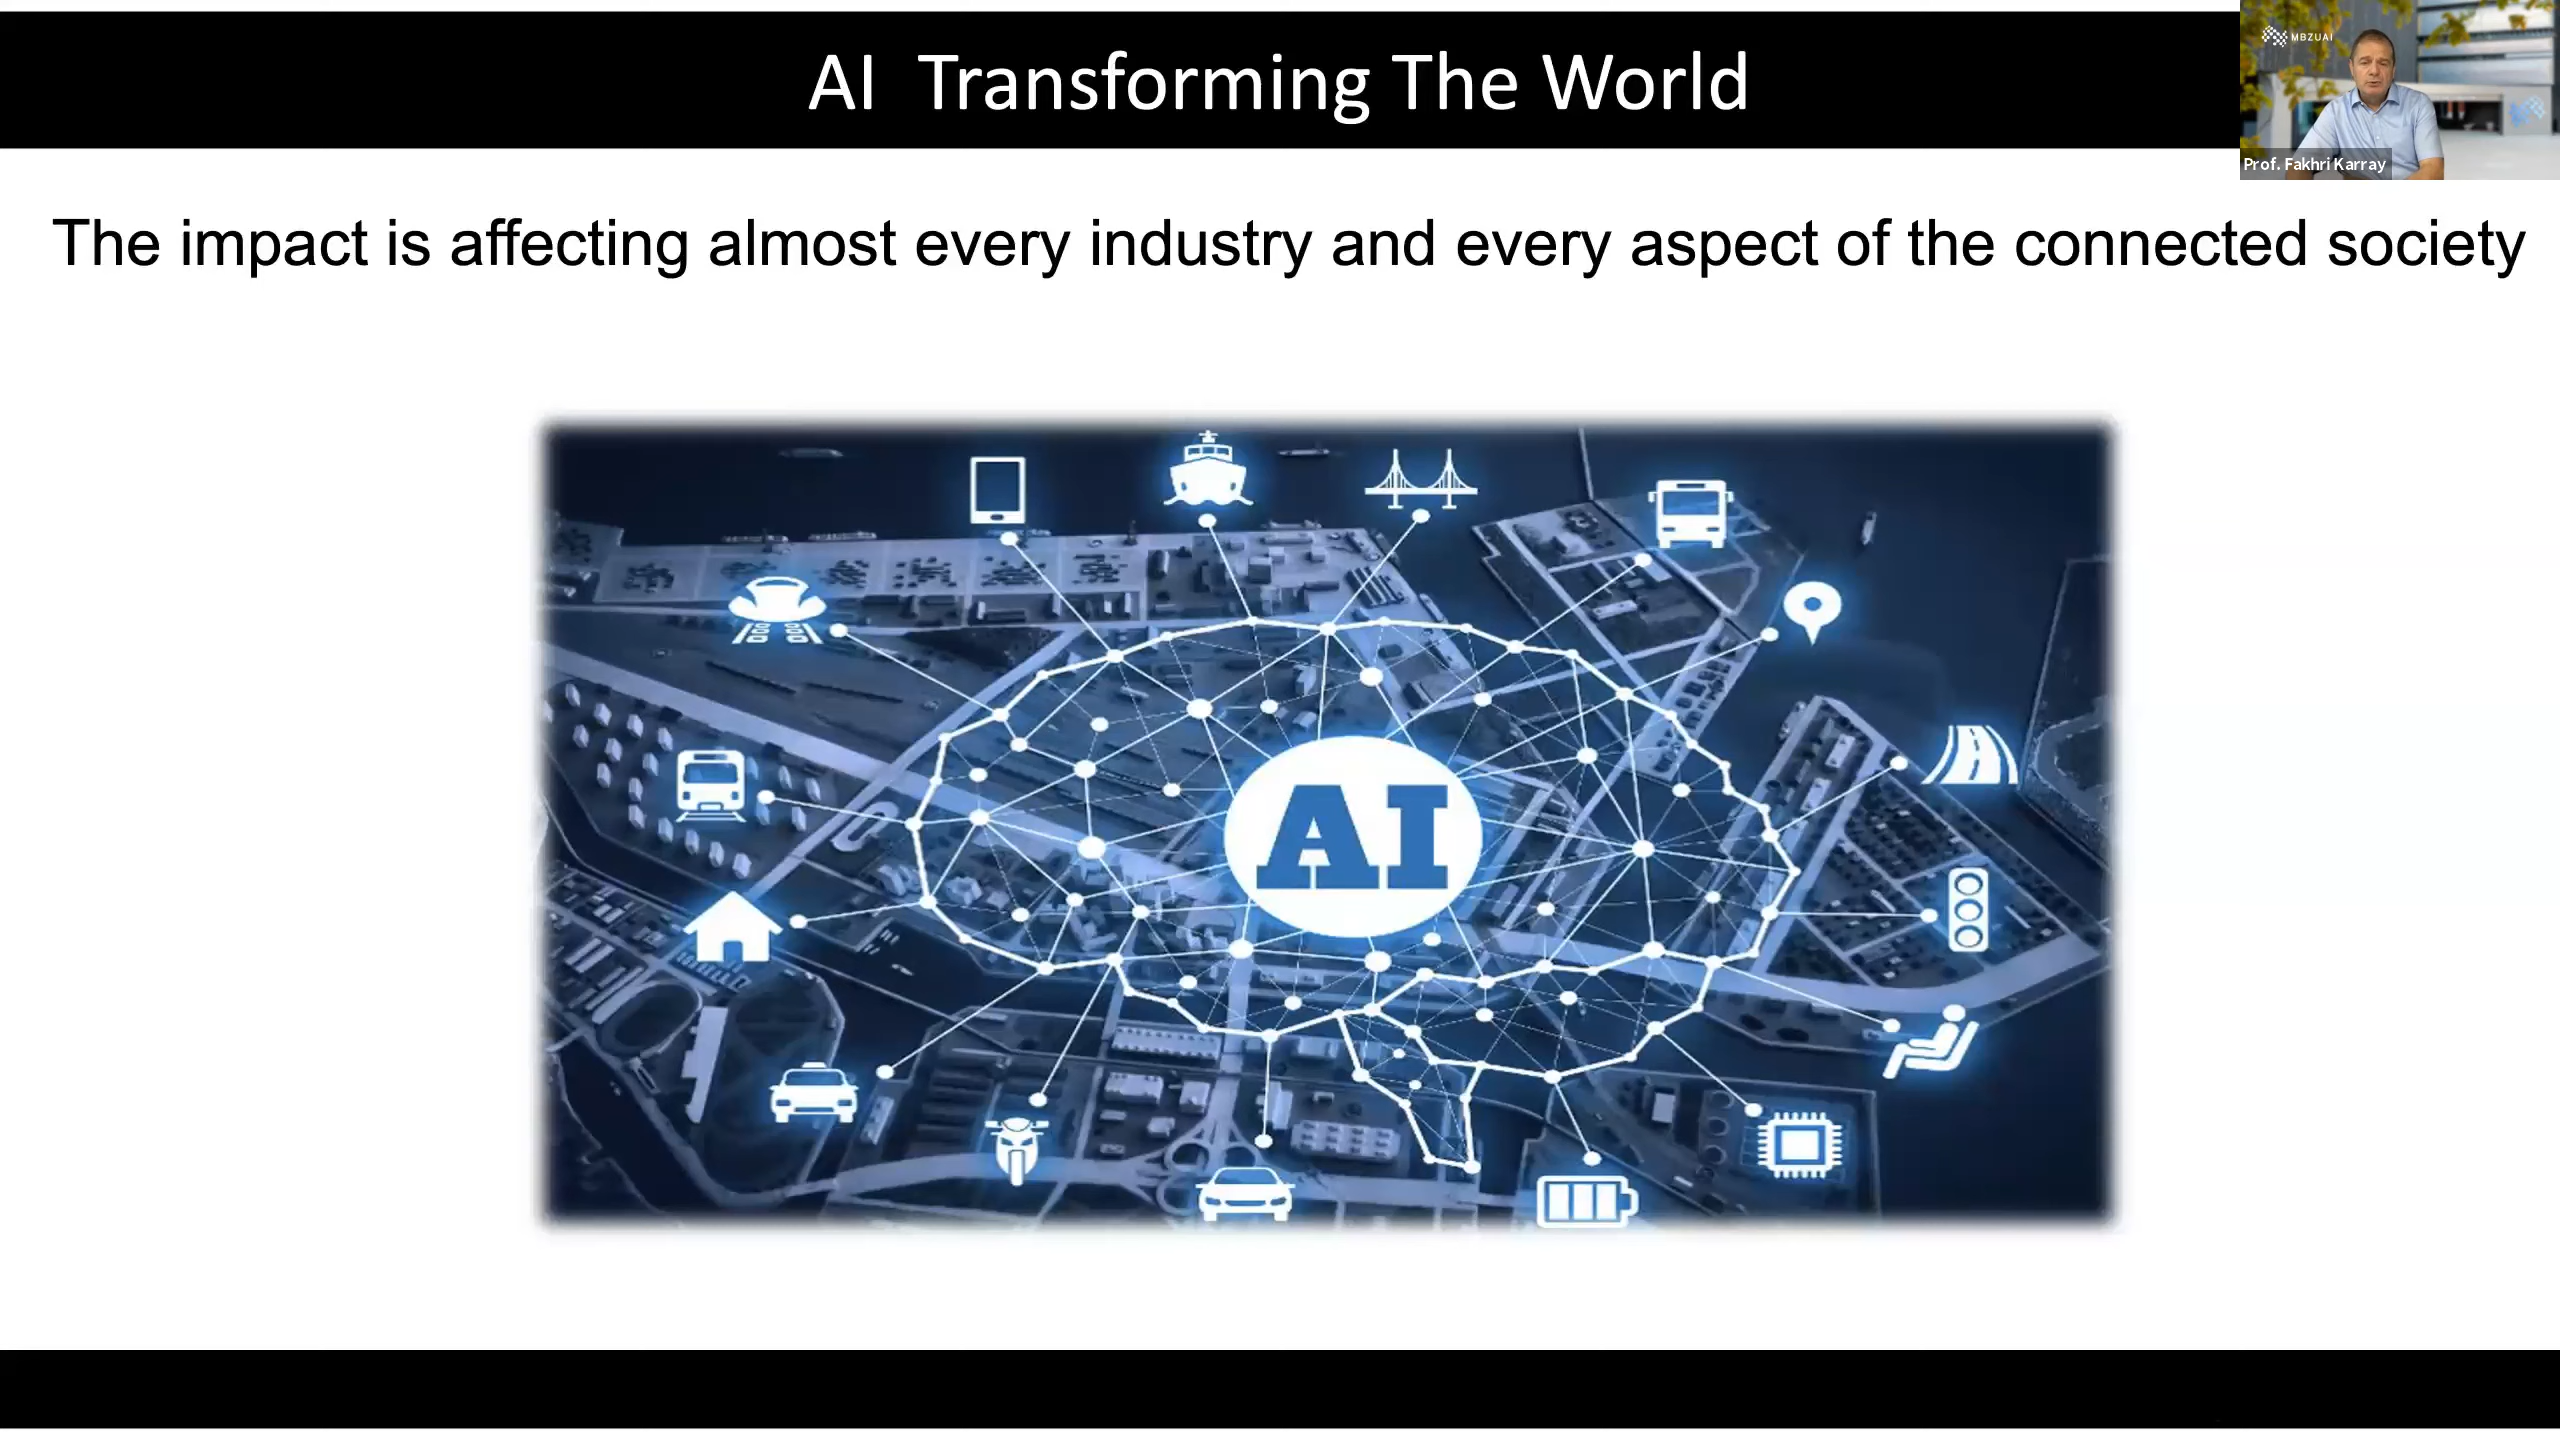 AI  Transforming The World
MBZUAI
Prof. Fakhri Karray
The impact is affecting almost every industry and every aspect of the connected society
AI